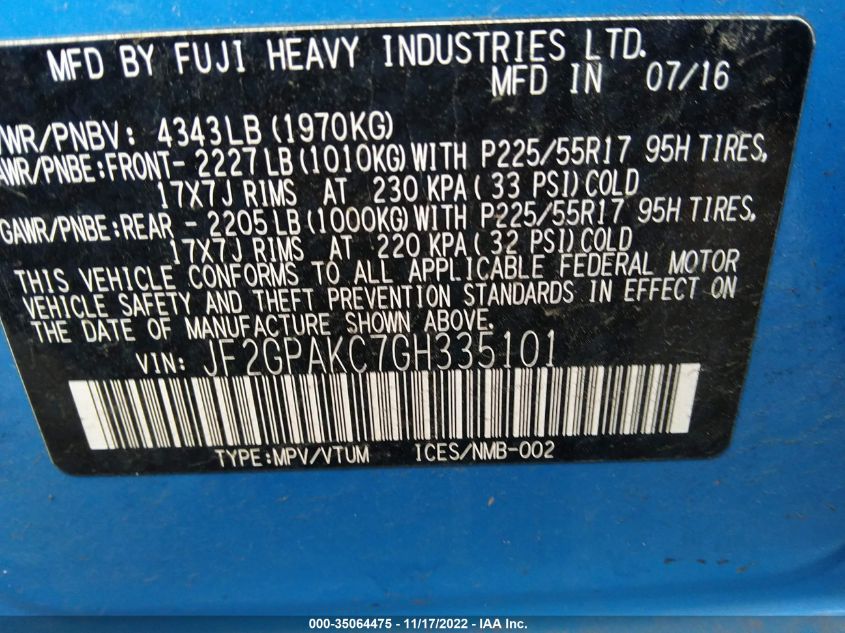 MFD BY FUJI HEAVY INDUSTRIES LTD.
MFD IN 07/16
WR/PNBV: 4343LB(1970KG)
AWR/PNBE:FRONT- 2227 LB(1010KG)WITH P225/55R17 95H TIRES,
17X7J RIMS AT 230 KPA( 33 PSI)COLD
GAWR/PNBE:REAR - 2205 LB(1000KG)WITH P225/55R17 95H TIRES,
17X7J RIMS AT 220 KPA( 32 PSI)COLD
THIS VEHICLE CONFORMS TO ALL APPLICABLE FEDERAL MOTOR
VEHICLE SAFETY AND THEFT PREVENTION STANDARDS IN EFFECT ON
THE DATE OF MANUFACTURE SHOWN ABOVE.
VIN: JF2GPAKC7GH335101
TYPE:MPV/VTUM ICES/NMB-002
000-35064475 - 11/17/2022 - IAA Inc.